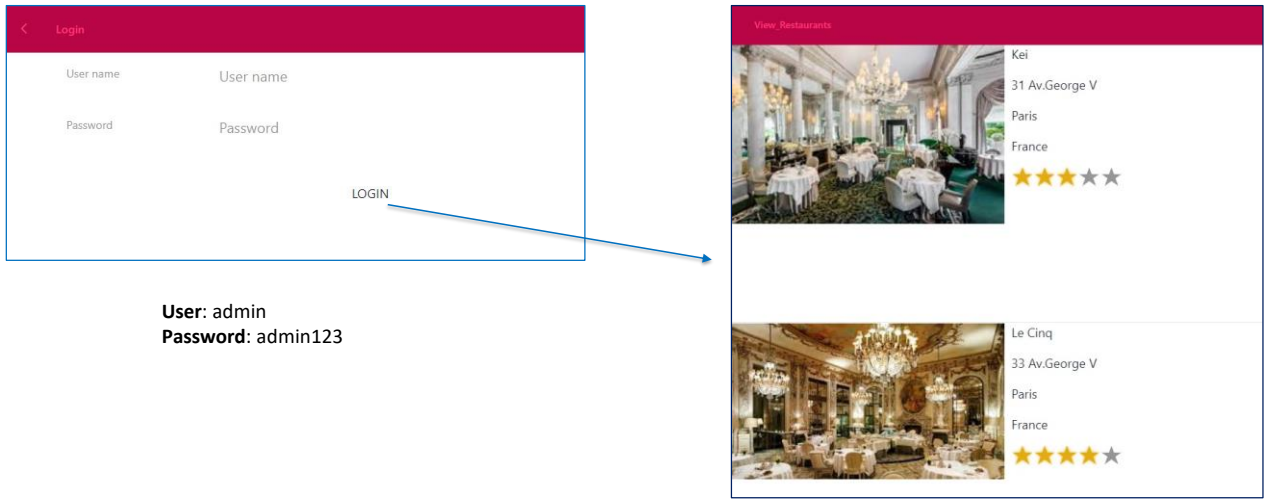 Login
User name User name
Password Password
LOGIN
User: admin
Password: admin123
View_Restaurants
Kei
31 Av.George V
Paris
France
Le Cinq
33 Av.George V
Paris
France